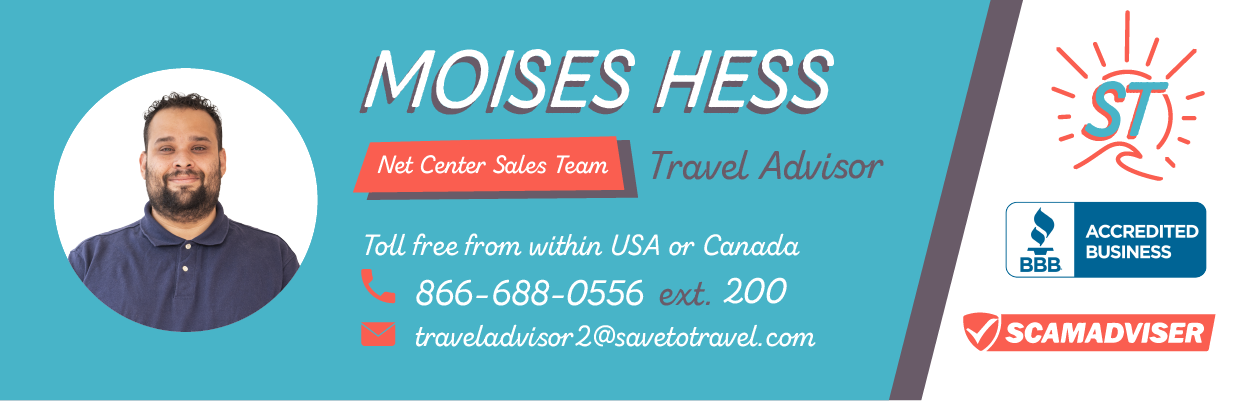 MOISES HESS
Net Center Sales Team
Travel Advisor
Toll free from within USA or Canada
866-688-0556 ext. 200
traveladvisor2@savetotravel.com
ST
BBB
ACCREDITED
BUSINESS
SCAMADVISER